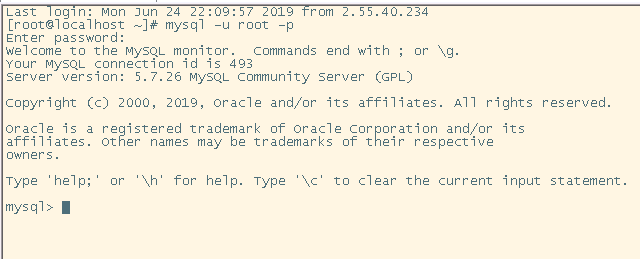 Last login: Mon Jun 24 22:09:57 2019 from 2.55.40.234
[root@localhost ~]# mysql -u root -p
Enter password:
Welcome to the MySQL monitor.  Commands end with ; or \g.
Your MySQL connection id is 493
Server version: 5.7.26 MySQL Community Server (GPL)
Copyright (c) 2000, 2019, Oracle and/or its affiliates. All rights reserved.
Oracle is a registered trademark of Oracle Corporation and/or its
affiliates. Other names may be trademarks of their respective
owners.
Type 'help;' or '\h' for help. Type '\c' to clear the current input statement.
mysql>